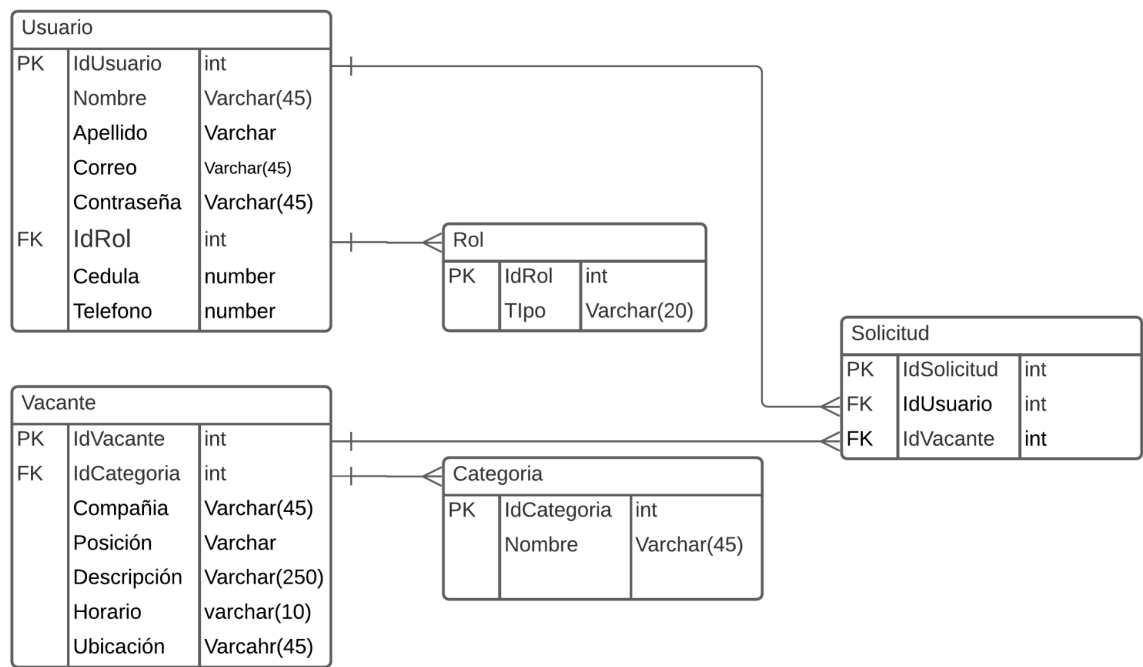 Usuario
PK IdUsuario int
Nombre Varchar(45)
Apellido Varchar
Correo Varchar(45)
Contraseña Varchar(45)
FK IdRol int
Cedula number
Telefono number
Rol
PK IdRol int
TIpo Varchar(20)
Solicitud
PK IdSolicitud int
FK IdUsuario int
FK IdVacante int
Vacante
PK IdVacante int
FK IdCategoria int
Compañia Varchar(45)
Posición Varchar
Descripción Varchar(250)
Horario varchar(10)
Ubicación Varcahr(45)
Categoria
PK IdCategoria int
Nombre Varchar(45)